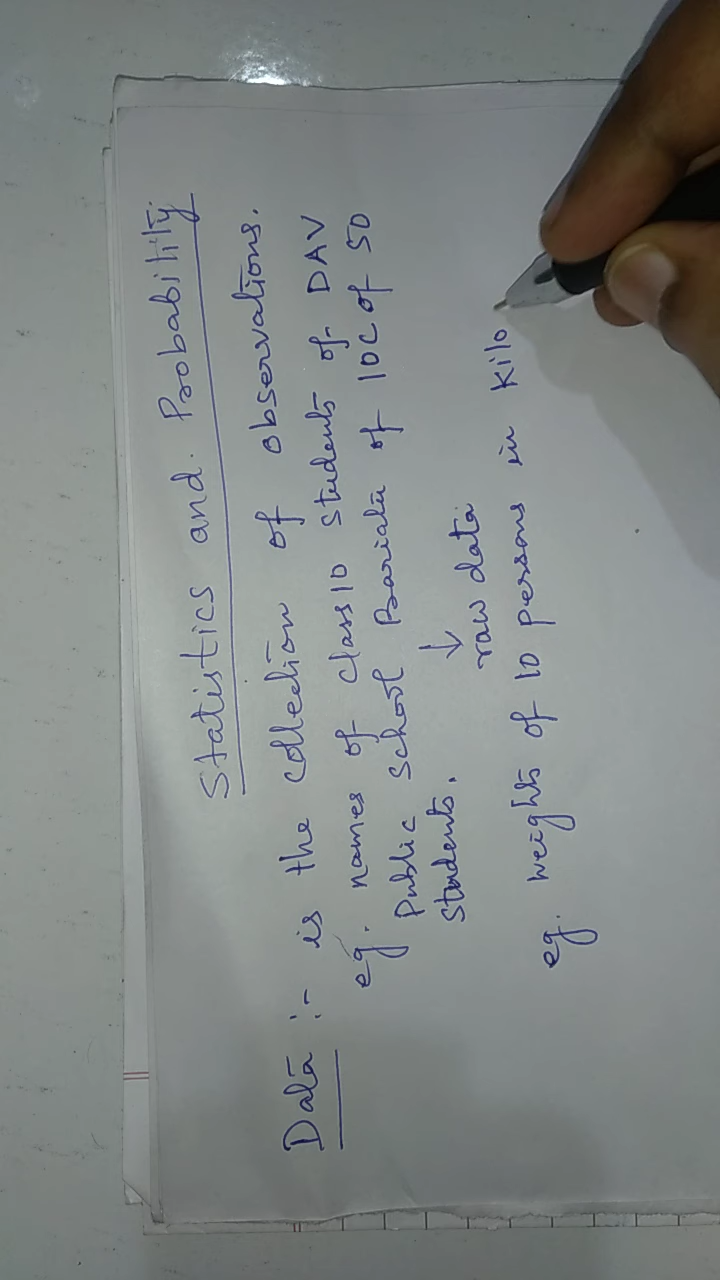 Statistics and Probability
Data :- is the collection of observations.
eg. names of class 10 students of DAV
Public School Bariatu of 10C of 50
Students.
↓
raw data
eg. weights of 10 persons in Kilo